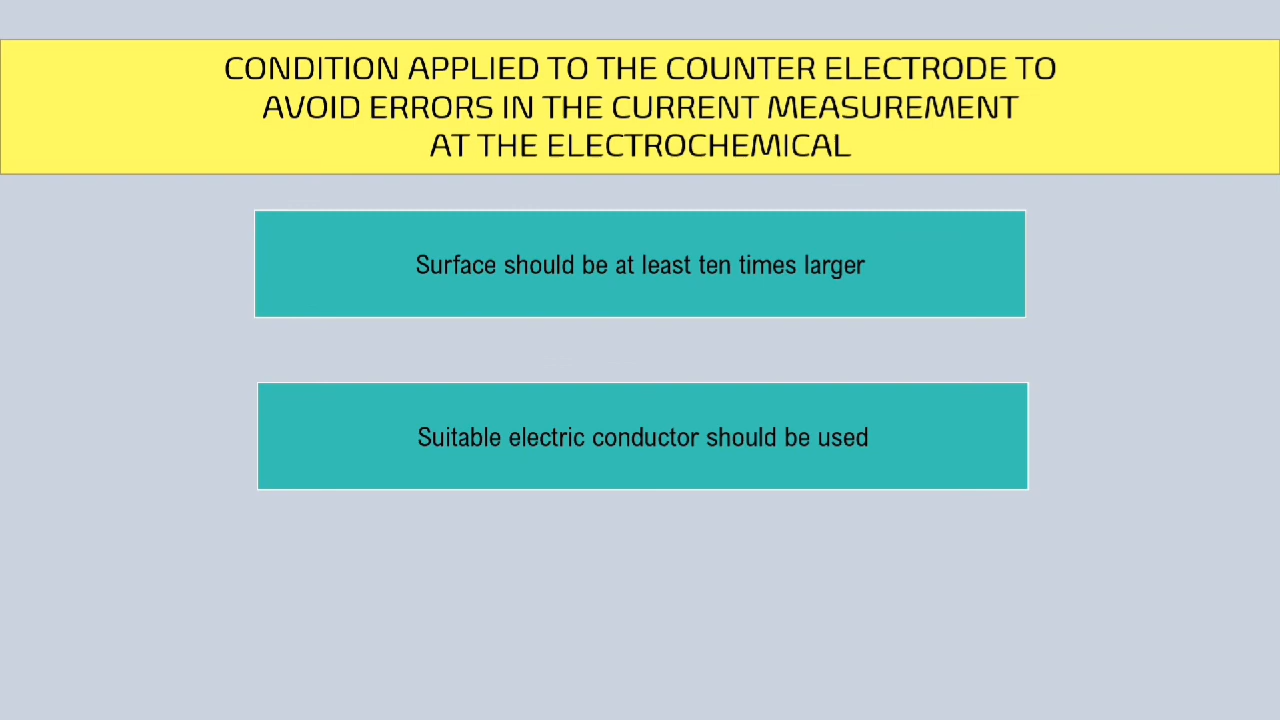 CONDITION APPLIED TO THE COUNTER ELECTRODE TO
AVOID ERRORS IN THE CURRENT MEASUREMENT
AT THE ELECTROCHEMICAL
Surface should be at least ten times larger
Suitable electric conductor should be used